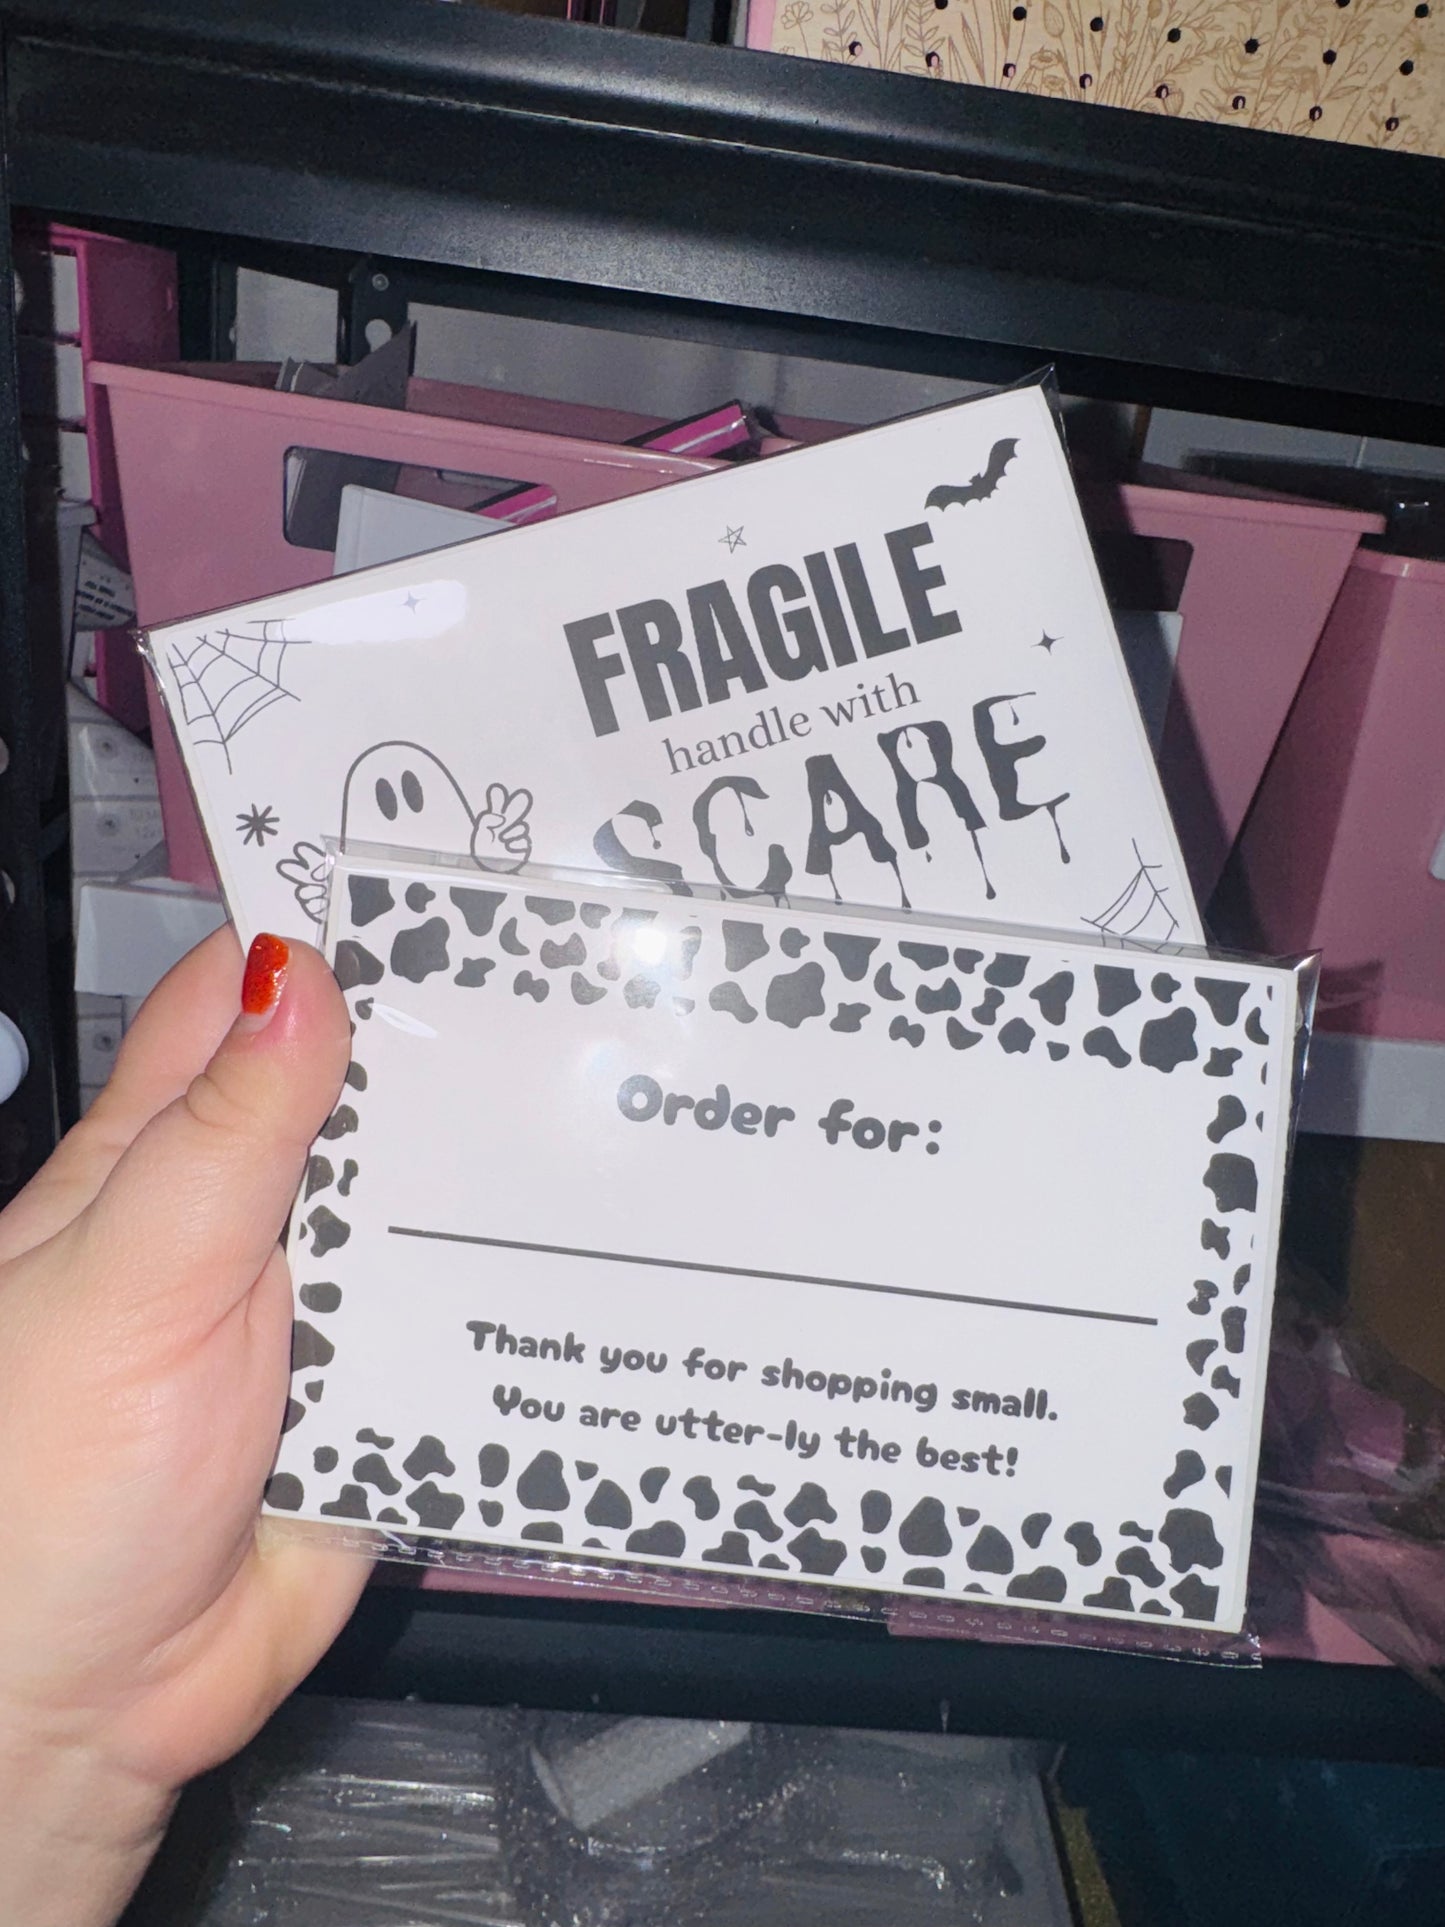 FRAGILE
handle with
SCARE
Order for:
Thank you for shopping small.
You are utter-ly the best!